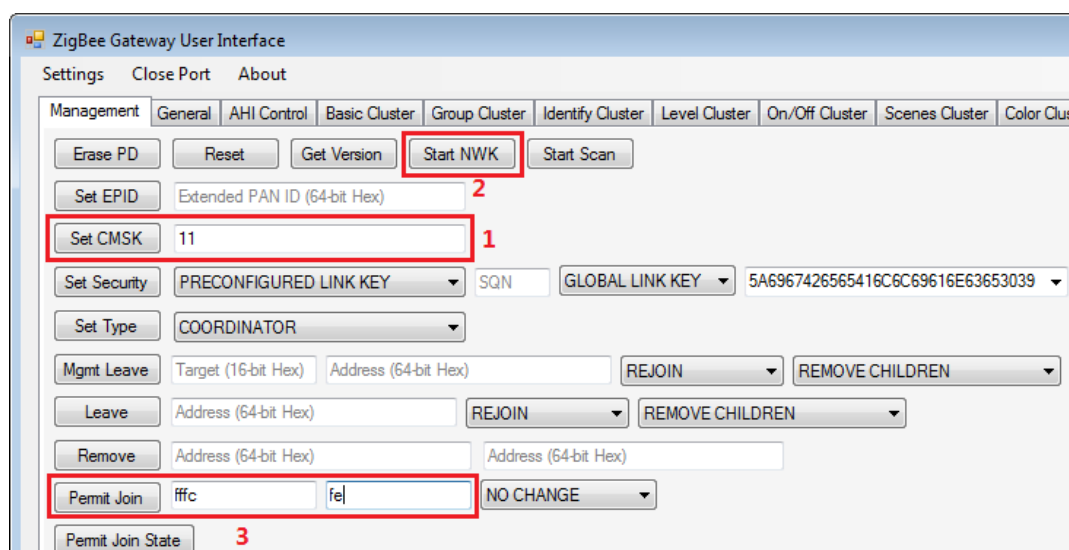 ZigBee Gateway User Interface
Settings Close Port About
Management General AHI Control Basic Cluster Group Cluster Identify Cluster Level Cluster On/Off Cluster Scenes Cluster Color Clus
Erase PD Reset Get Version Start NWK Start Scan
Set EPID Extended PAN ID (64-bit Hex) 2
Set CMSK 11 1
Set Security PRECONFIGURED LINK KEY SQN GLOBAL LINK KEY 5A6967426565416C6C69616E63653039
Set Type COORDINATOR
Mgmt Leave Target (16-bit Hex) Address (64-bit Hex) REJOIN REMOVE CHILDREN
Leave Address (64-bit Hex) REJOIN REMOVE CHILDREN
Remove Address (64-bit Hex) Address (64-bit Hex)
Permit Join fffc fe NO CHANGE
Permit Join State 3